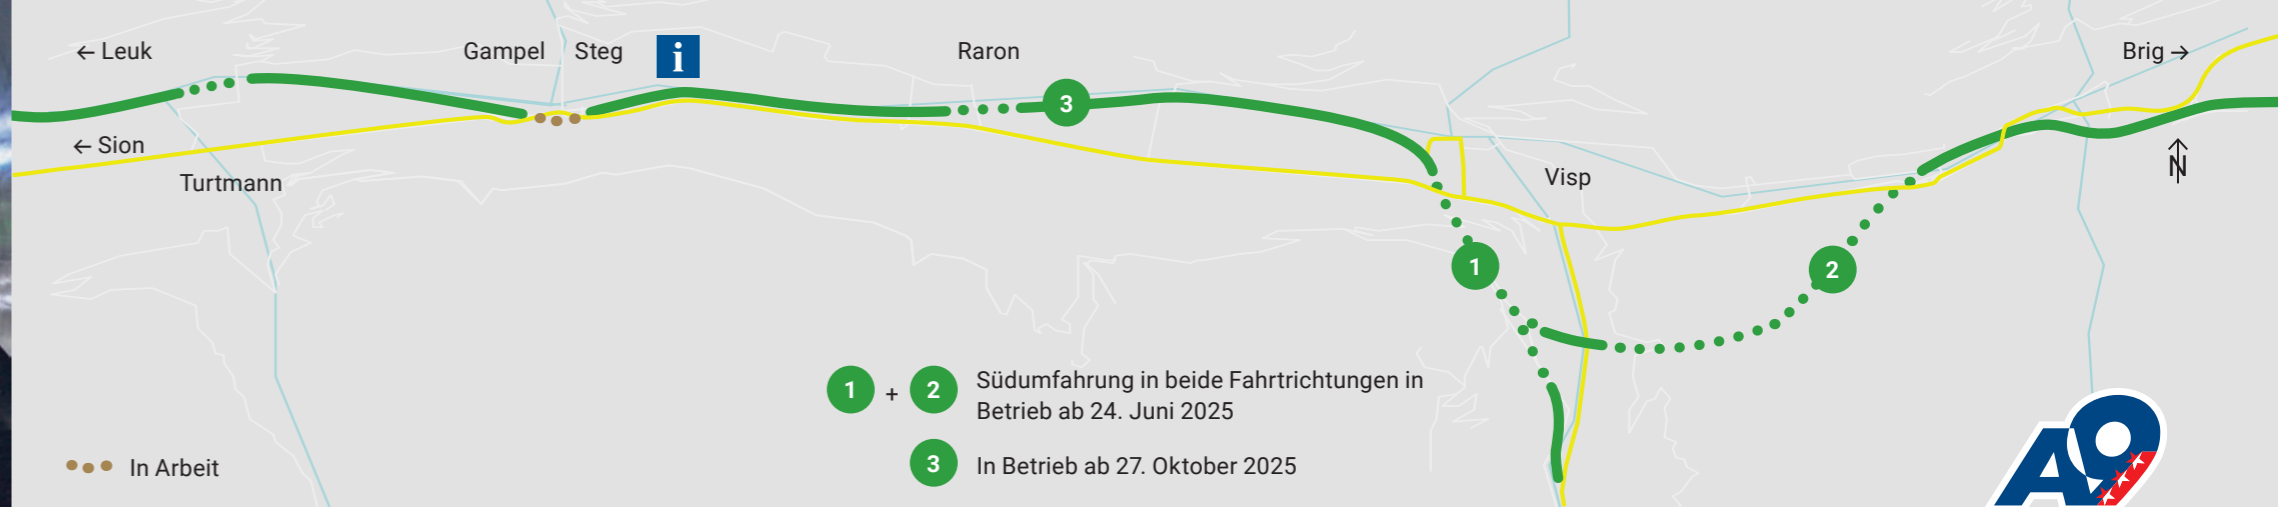 ← Leuk
Gampel
Steg
i
Raron
Brig →
3
← Sion
Turtmann
Visp
N
1
2
1 + 2 Südumfahrung in beide Fahrtrichtungen in
Betrieb ab 24. Juni 2025
3 In Betrieb ab 27. Oktober 2025
In Arbeit
A9